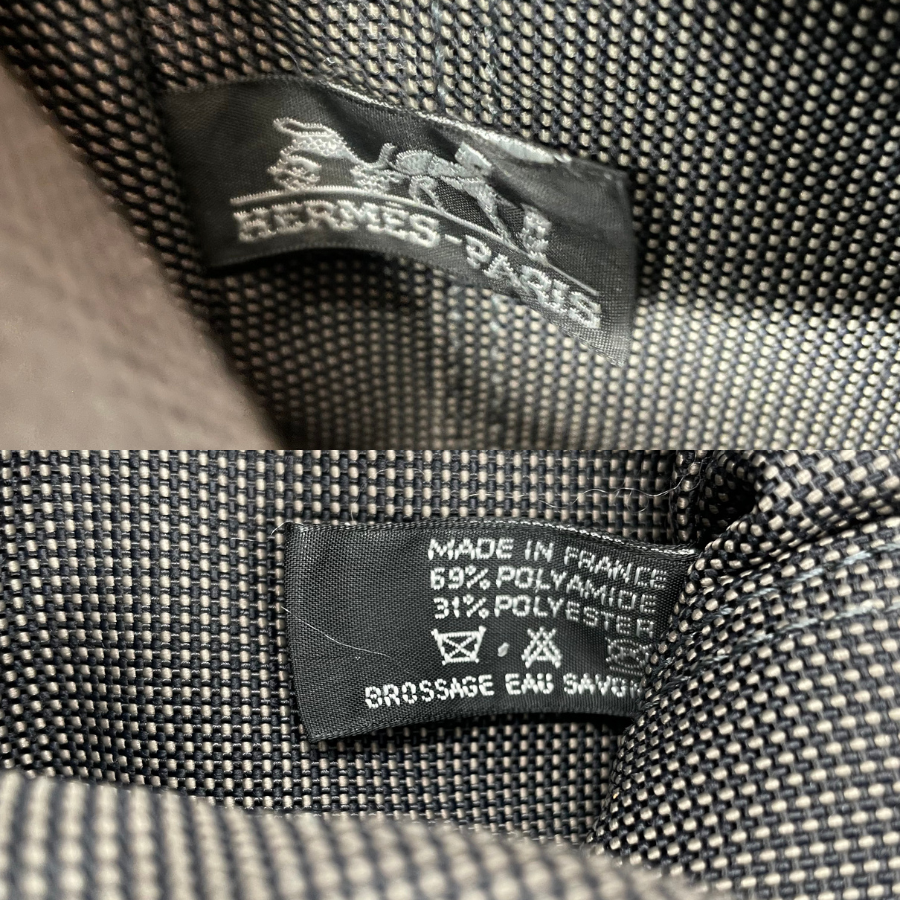 HERMES-PARIS
MADE IN FRANCE
69% POLYAMIDE
31% POLYESTER
BROSSAGE EAU